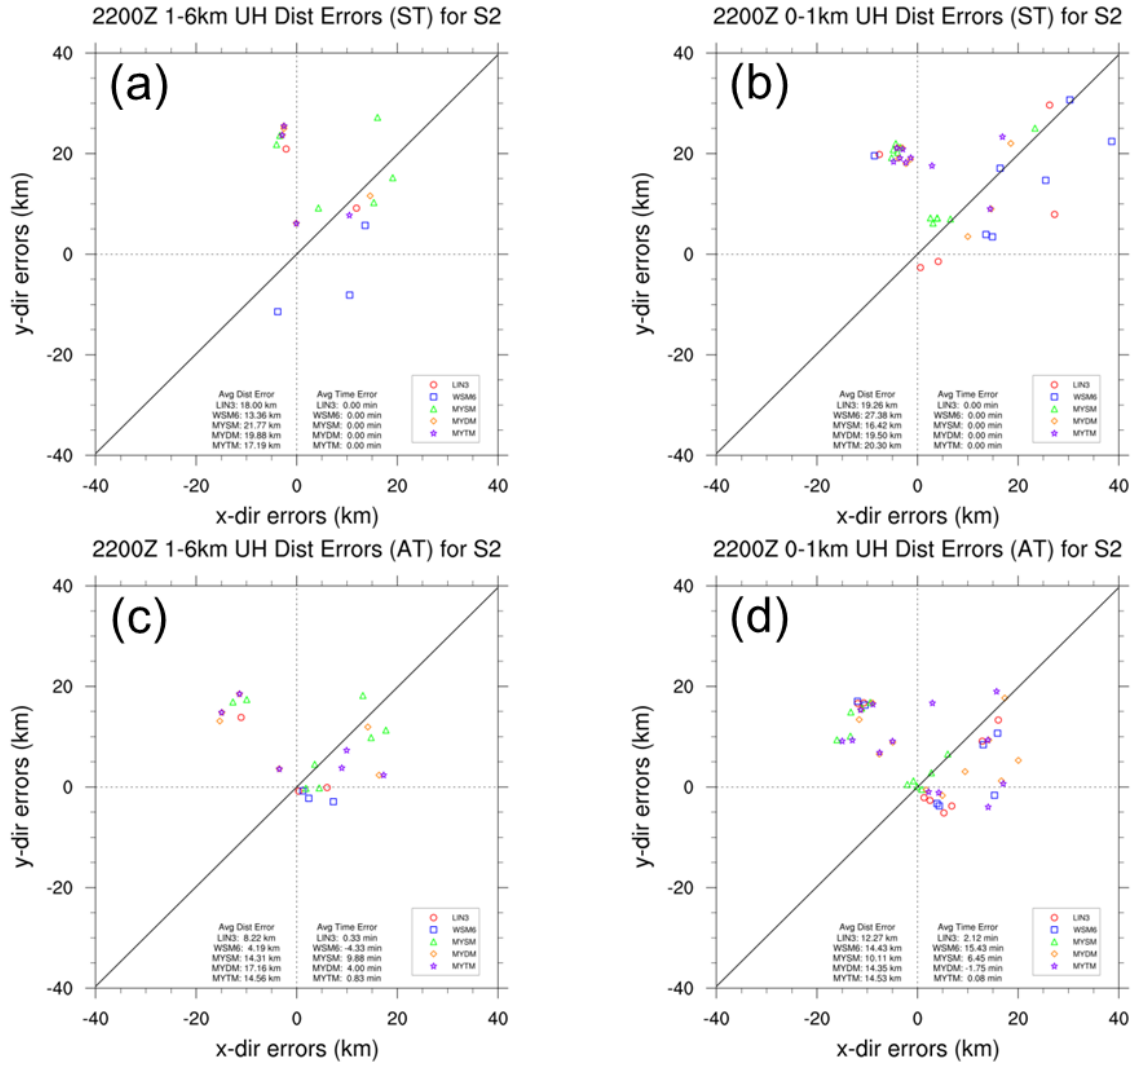 2200Z 1-6km UH Dist Errors (ST) for S2
(a)
y-dir errors (km)
40
20
0
-20
-40
Avg Dist Error
LIN3: 18.00 km
WSM6: 13.36 km
MYSM: 21.77 km
MYDM: 19.88 km
MYTM: 17.19 km
Avg Time Error
LIN3: 0.00 min
WSM6: 0.00 min
MYSM: 0.00 min
MYDM: 0.00 min
MYTM: 0.00 min
LIN3
WSM6
MYSM
MYDM
MYTM
-40 -20 0 20 40
x-dir errors (km)
2200Z 0-1km UH Dist Errors (ST) for S2
(b)
y-dir errors (km)
40
20
0
-20
-40
Avg Dist Error
LIN3: 19.26 km
WSM6: 27.38 km
MYSM: 16.42 km
MYDM: 19.50 km
MYTM: 20.30 km
Avg Time Error
LIN3: 0.00 min
WSM6: 0.00 min
MYSM: 0.00 min
MYDM: 0.00 min
MYTM: 0.00 min
LIN3
WSM6
MYSM
MYDM
MYTM
-40 -20 0 20 40
x-dir errors (km)
2200Z 1-6km UH Dist Errors (AT) for S2
(c)
y-dir errors (km)
40
20
0
-20
-40
Avg Dist Error
LIN3: 8.22 km
WSM6: 4.19 km
MYSM: 14.31 km
MYDM: 17.16 km
MYTM: 14.56 km
Avg Time Error
LIN3: 0.33 min
WSM6: -4.33 min
MYSM: 9.88 min
MYDM: 4.00 min
MYTM: 0.83 min
LIN3
WSM6
MYSM
MYDM
MYTM
-40 -20 0 20 40
x-dir errors (km)
2200Z 0-1km UH Dist Errors (AT) for S2
(d)
y-dir errors (km)
40
20
0
-20
-40
Avg Dist Error
LIN3: 12.27 km
WSM6: 14.43 km
MYSM: 10.11 km
MYDM: 14.35 km
MYTM: 14.53 km
Avg Time Error
LIN3: 2.12 min
WSM6: 15.43 min
MYSM: 6.45 min
MYDM: -1.75 min
MYTM: 0.08 min
LIN3
WSM6
MYSM
MYDM
MYTM
-40 -20 0 20 40
x-dir errors (km)